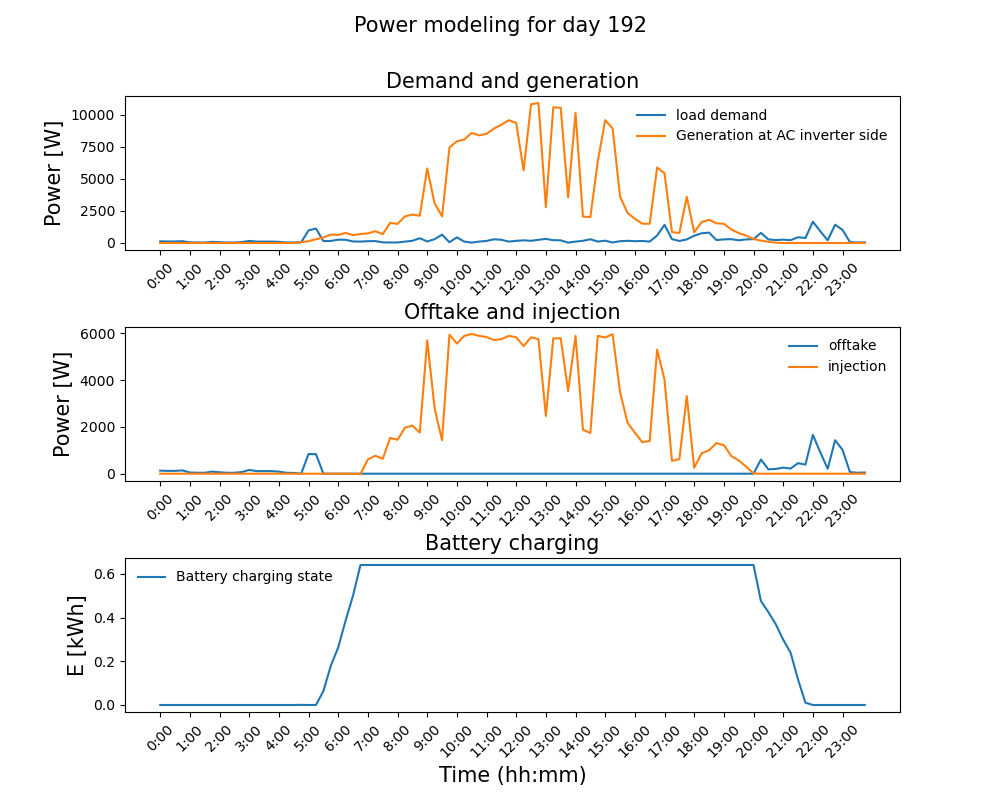 Power modeling for day 192
Demand and generation
Power [W]
10000
7500
5000
2500
0
load demand
Generation at AC inverter side
0:00 1:00 2:00 3:00 4:00 5:00 6:00 7:00 8:00 9:00 10:00 11:00 12:00 13:00 14:00 15:00 16:00 17:00 18:00 19:00 20:00 21:00 22:00 23:00
Offtake and injection
Power [W]
6000
4000
2000
0
offtake
injection
0:00 1:00 2:00 3:00 4:00 5:00 6:00 7:00 8:00 9:00 10:00 11:00 12:00 13:00 14:00 15:00 16:00 17:00 18:00 19:00 20:00 21:00 22:00 23:00
Battery charging
E [kWh]
0.6
0.4
0.2
0.0
Battery charging state
0:00 1:00 2:00 3:00 4:00 5:00 6:00 7:00 8:00 9:00 10:00 11:00 12:00 13:00 14:00 15:00 16:00 17:00 18:00 19:00 20:00 21:00 22:00 23:00
Time (hh:mm)